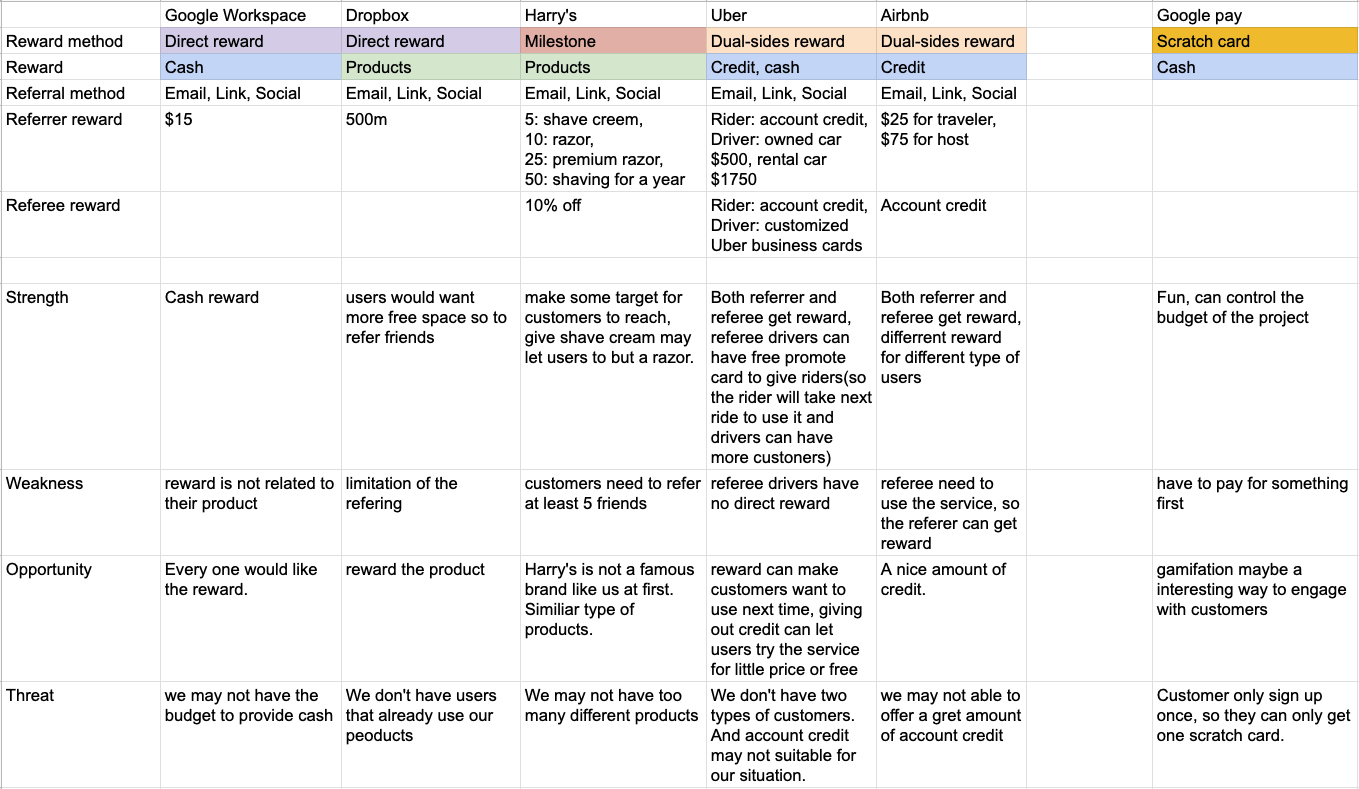 Google Workspace Dropbox Harry's Uber Airbnb Google pay
Reward method Direct reward Direct reward Milestone Dual-sides reward Dual-sides reward Scratch card
Reward Cash Products Products Credit, cash Credit Cash
Referral method Email, Link, Social Email, Link, Social Email, Link, Social Email, Link, Social Email, Link, Social
Referrer reward $15 500m 5: shave creem, Rider: account credit, $25 for traveler,
10: razor, Driver: owned car $75 for host
25: premium razor, $500, rental car
50: shaving for a year $1750
Referee reward 10% off Rider: account credit, Account credit
Driver: customized
Uber business cards
Strength Cash reward users would want make some target for Both referrer and Both referrer and Fun, can control the
more free space so to customers to reach, referee get reward, referee get reward, budget of the project
refer friends give shave cream may referee drivers can differrent reward
let users to but a razor. have free promote for different type of
card to give riders(so users
the rider will take next
ride to use it and
drivers can have
more custoners)
Weakness reward is not related to limitation of the customers need to refer referee drivers have referee need to have to pay for something
their product refering at least 5 friends no direct reward use the service, so first
the referer can get
reward
Opportunity Every one would like reward the product Harry's is not a famous reward can make A nice amount of gamifation maybe a
the reward. brand like us at first. customers want to credit. interesting way to engage
Similiar type of use next time, giving with customers
products. out credit can let
users try the service
for little price or free
Threat we may not have the We don't have users We may not have too We don't have two we may not able to Customer only sign up
budget to provide cash that already use our many different products types of customers. offer a gret amount once, so they can only get
peoducts And account credit of account credit one scratch card.
may not suitable for
our situation.